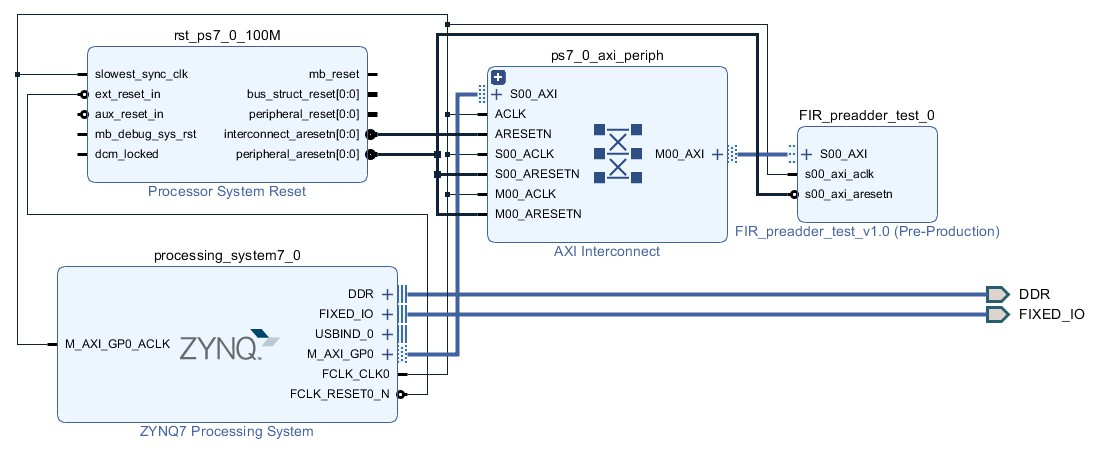 rst_ps7_0_100M
slowest_sync_clk
ext_reset_in
aux_reset_in
mb_debug_sys_rst
dcm_locked
mb_reset
bus_struct_reset[0:0]
peripheral_reset[0:0]
interconnect_aresetn[0:0]
peripheral_aresetn[0:0]
Processor System Reset
ps7_0_axi_periph
S00_AXI
ACLK
ARESETN
S00_ACLK
S00_ARESETN
M00_ACLK
M00_ARESETN
M00_AXI
AXI Interconnect
FIR_preadder_test_0
S00_AXI
s00_axi_aclk
s00_axi_aresetn
FIR_preadder_test_v1.0 (Pre-Production)
processing_system7_0
M_AXI_GP0_ACLK
ZYNQ
DDR
FIXED_IO
USBIND_0
M_AXI_GP0
FCLK_CLK0
FCLK_RESET0_N
ZYNQ7 Processing System
DDR
FIXED_IO